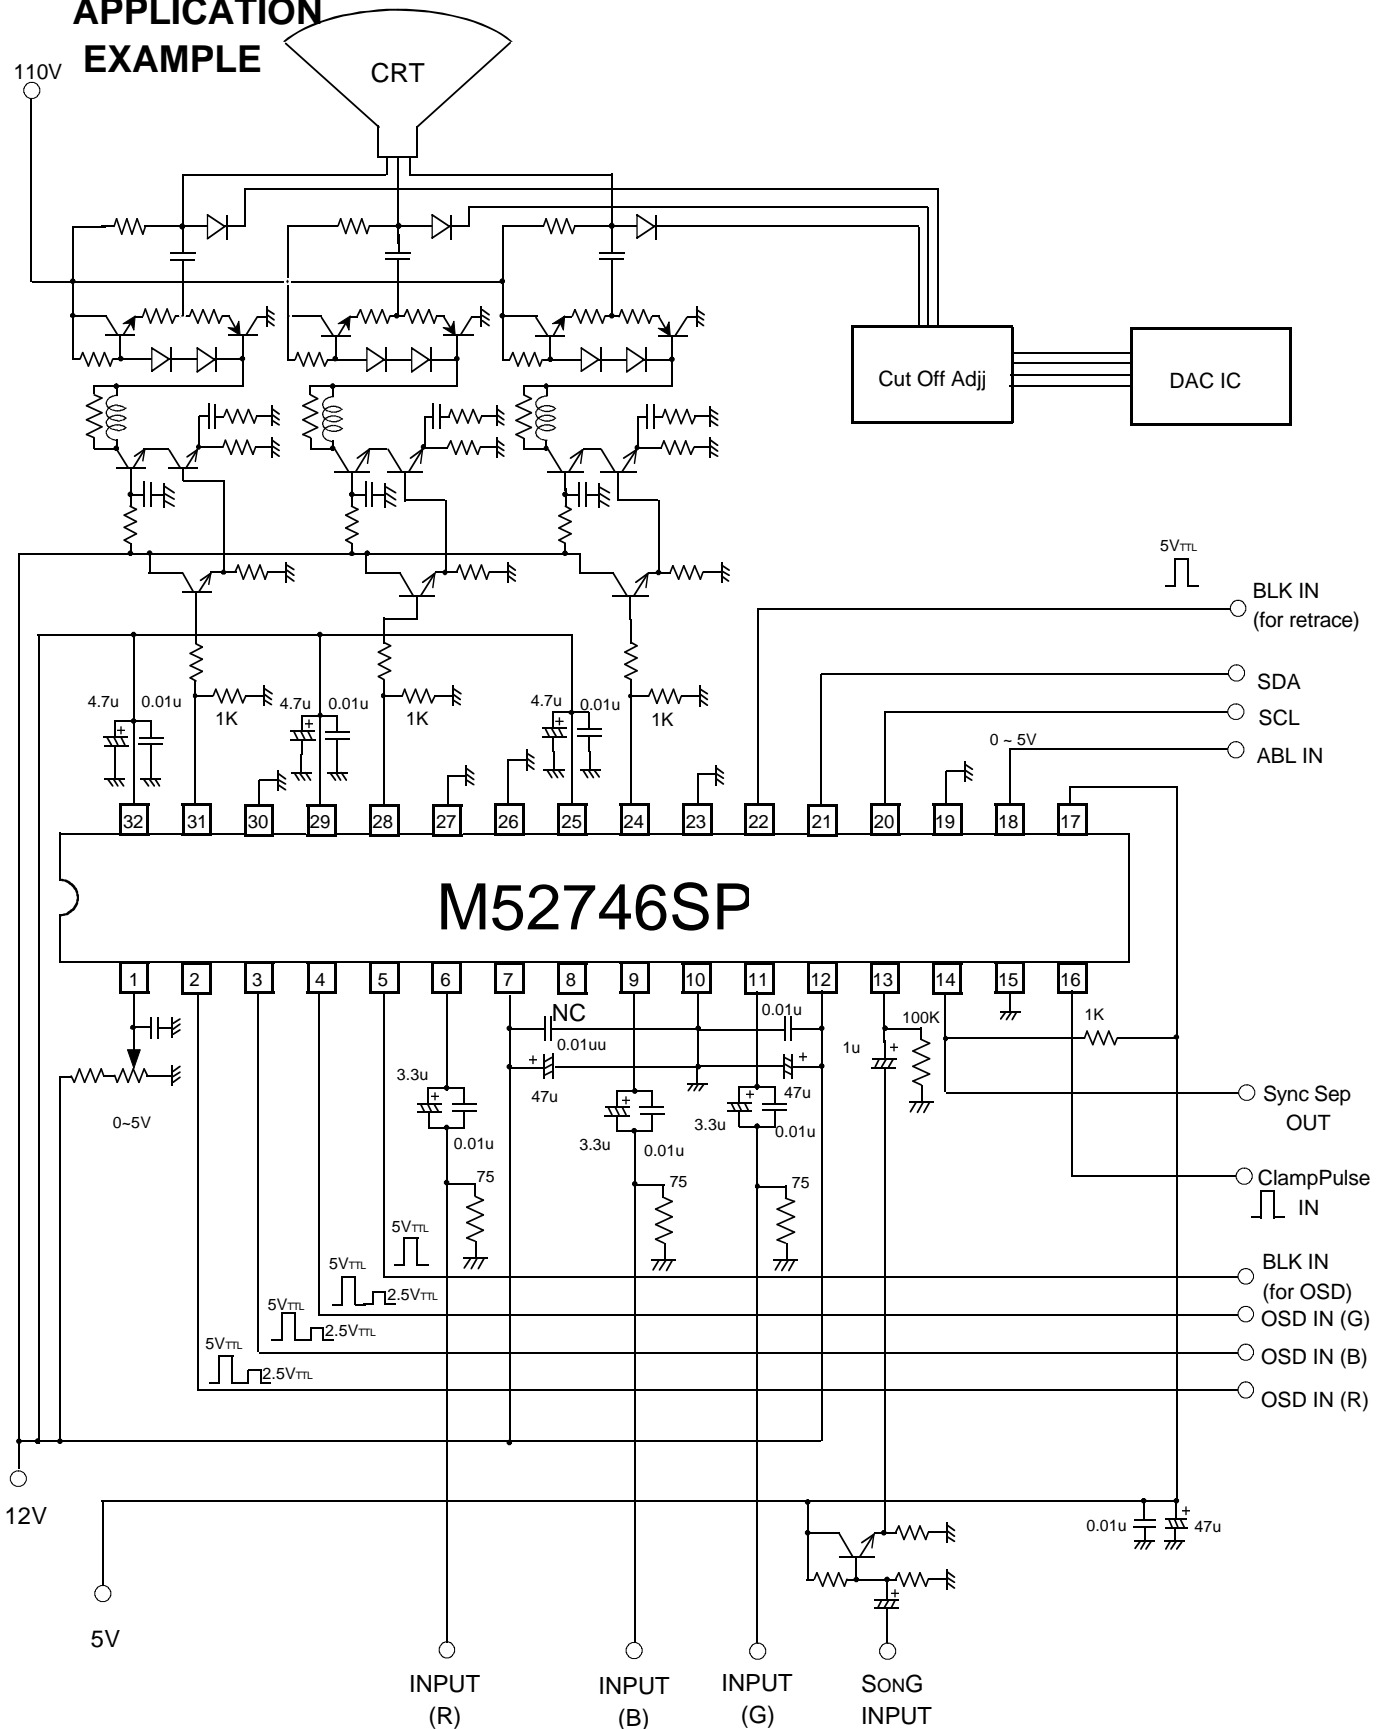 APPLICATION
EXAMPLE
110V
CRT
Cut Off Adjj
DAC IC
5VTTL
BLK IN
(for retrace)
SDA
SCL
0 ~ 5V
ABL IN
4.7u
0.01u
1K
4.7u
0.01u
1K
4.7u
0.01u
1K
32
31
30
29
28
27
26
25
24
23
22
21
20
19
18
17
M52746SP
1
2
3
4
5
6
7
8
9
10
11
12
13
14
15
16
NC
0.01uu
0.01u
47u
47u
100K
1u
1K
0~5V
3.3u
0.01u
3.3u
0.01u
3.3u
0.01u
75
75
75
Sync Sep
OUT
ClampPulse
IN
5VTTL
BLK IN
(for OSD)
5VTTL
2.5VTTL
OSD IN (G)
5VTTL
2.5VTTL
OSD IN (B)
5VTTL
2.5VTTL
OSD IN (R)
12V
5V
0.01u
47u
INPUT
(R)
INPUT
(B)
INPUT
(G)
SONG
INPUT